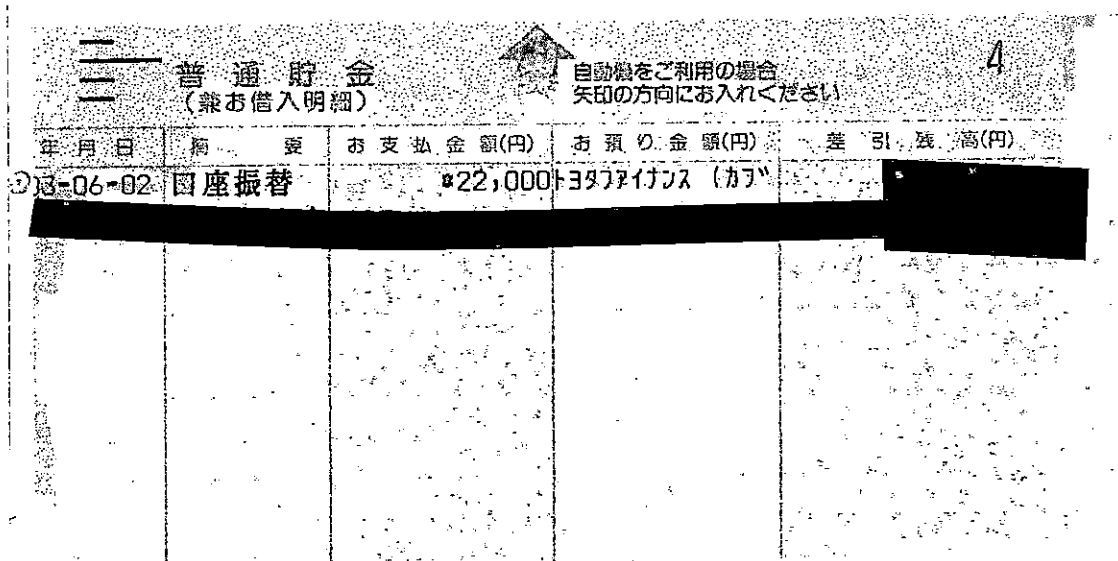 4
普通貯金
(兼お借入明細)
自動機をご利用の場合
矢印の方向にお入れください
年月日 摘要 お支払金額(円) お預り金額(円) 差引残高(円)
03-06-02 口座振替 *22,000 トヨタフアイナンス (カブ